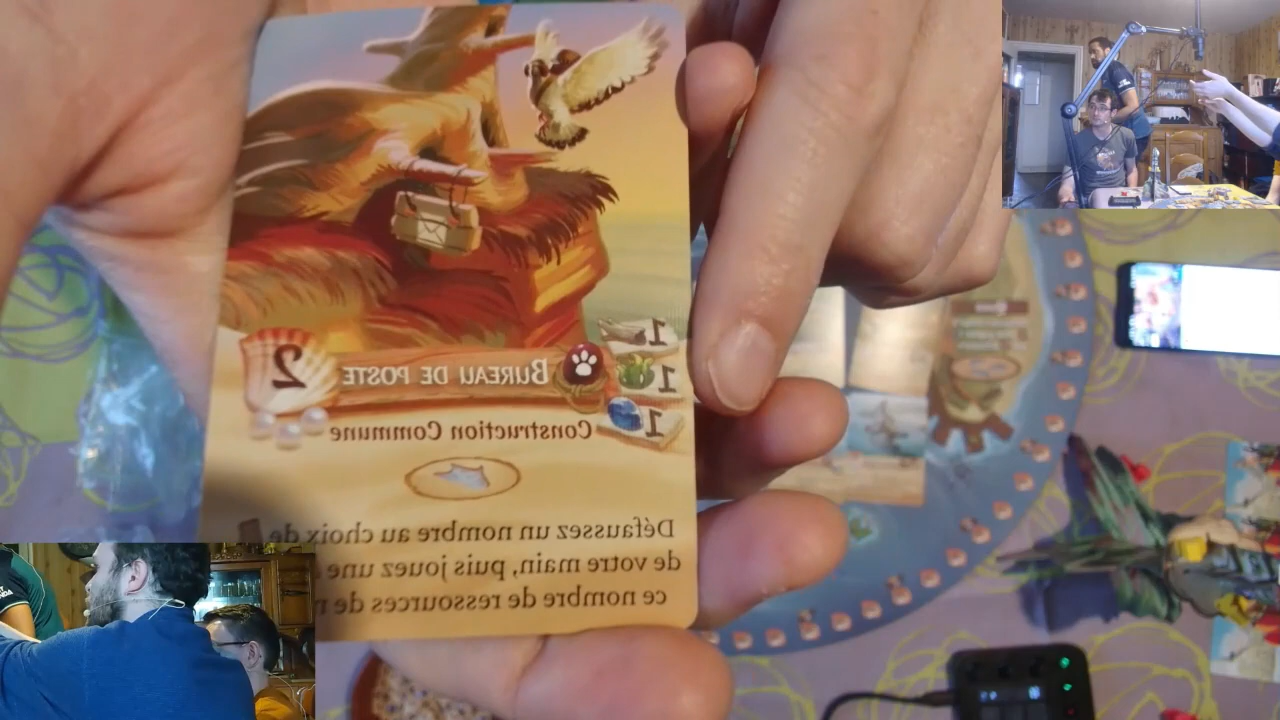 1
2
BUREAU DE POSTE
1
1
Construction Commune
Défaussez un nombre au choix de
de votre main, puis jouez une
ce nombre de ressources de